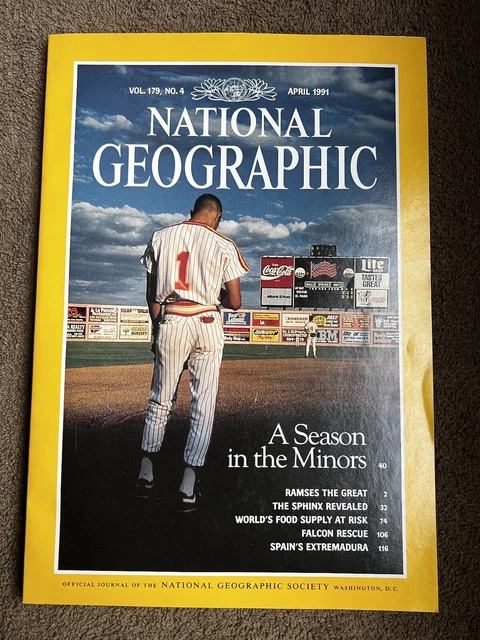 VOL. 179, NO. 4 APRIL 1991
NATIONAL
GEOGRAPHIC
1
Coca-Cola
Lite
TASTES
GREAT
SUBWAY
A Season
in the Minors 40
RAMSES THE GREAT 2
THE SPHINX REVEALED 32
WORLD'S FOOD SUPPLY AT RISK 74
FALCON RESCUE 106
SPAIN'S EXTREMADURA 116
OFFICIAL JOURNAL OF THE NATIONAL GEOGRAPHIC SOCIETY WASHINGTON, D.C.